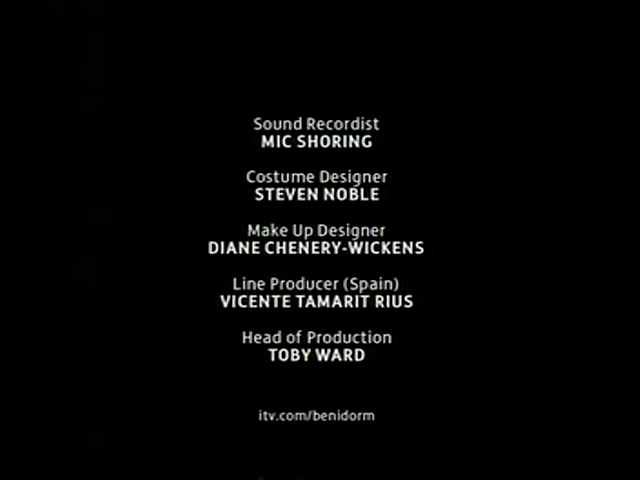 Sound Recordist
MIC SHORING
Costume Designer
STEVEN NOBLE
Make Up Designer
DIANE CHENERY-WICKENS
Line Producer (Spain)
VICENTE TAMARIT RIUS
Head of Production
TOBY WARD
itv.com/benidorm